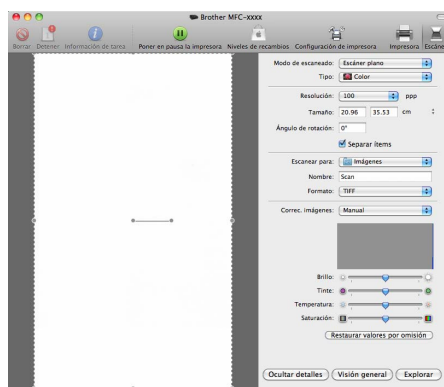 Brother MFC-xxxx
Borrar Detener Información de tarea Poner en pausa la impresora Niveles de recambios Configuración de impresora Impresora Escáner
Modo de escaneado: Escáner plano
Tipo: Color
Resolución: 100 ppp
Tamaño: 20.96 35.53 cm
Ángulo de rotación: 0°
Separar ítems
Escanear para: Imágenes
Nombre: Scan
Formato: TIFF
Correc. imágenes: Manual
Brillo:
Tinte:
Temperatura:
Saturación:
Restaurar valores por omisión
Ocultar detalles Visión general Explorar